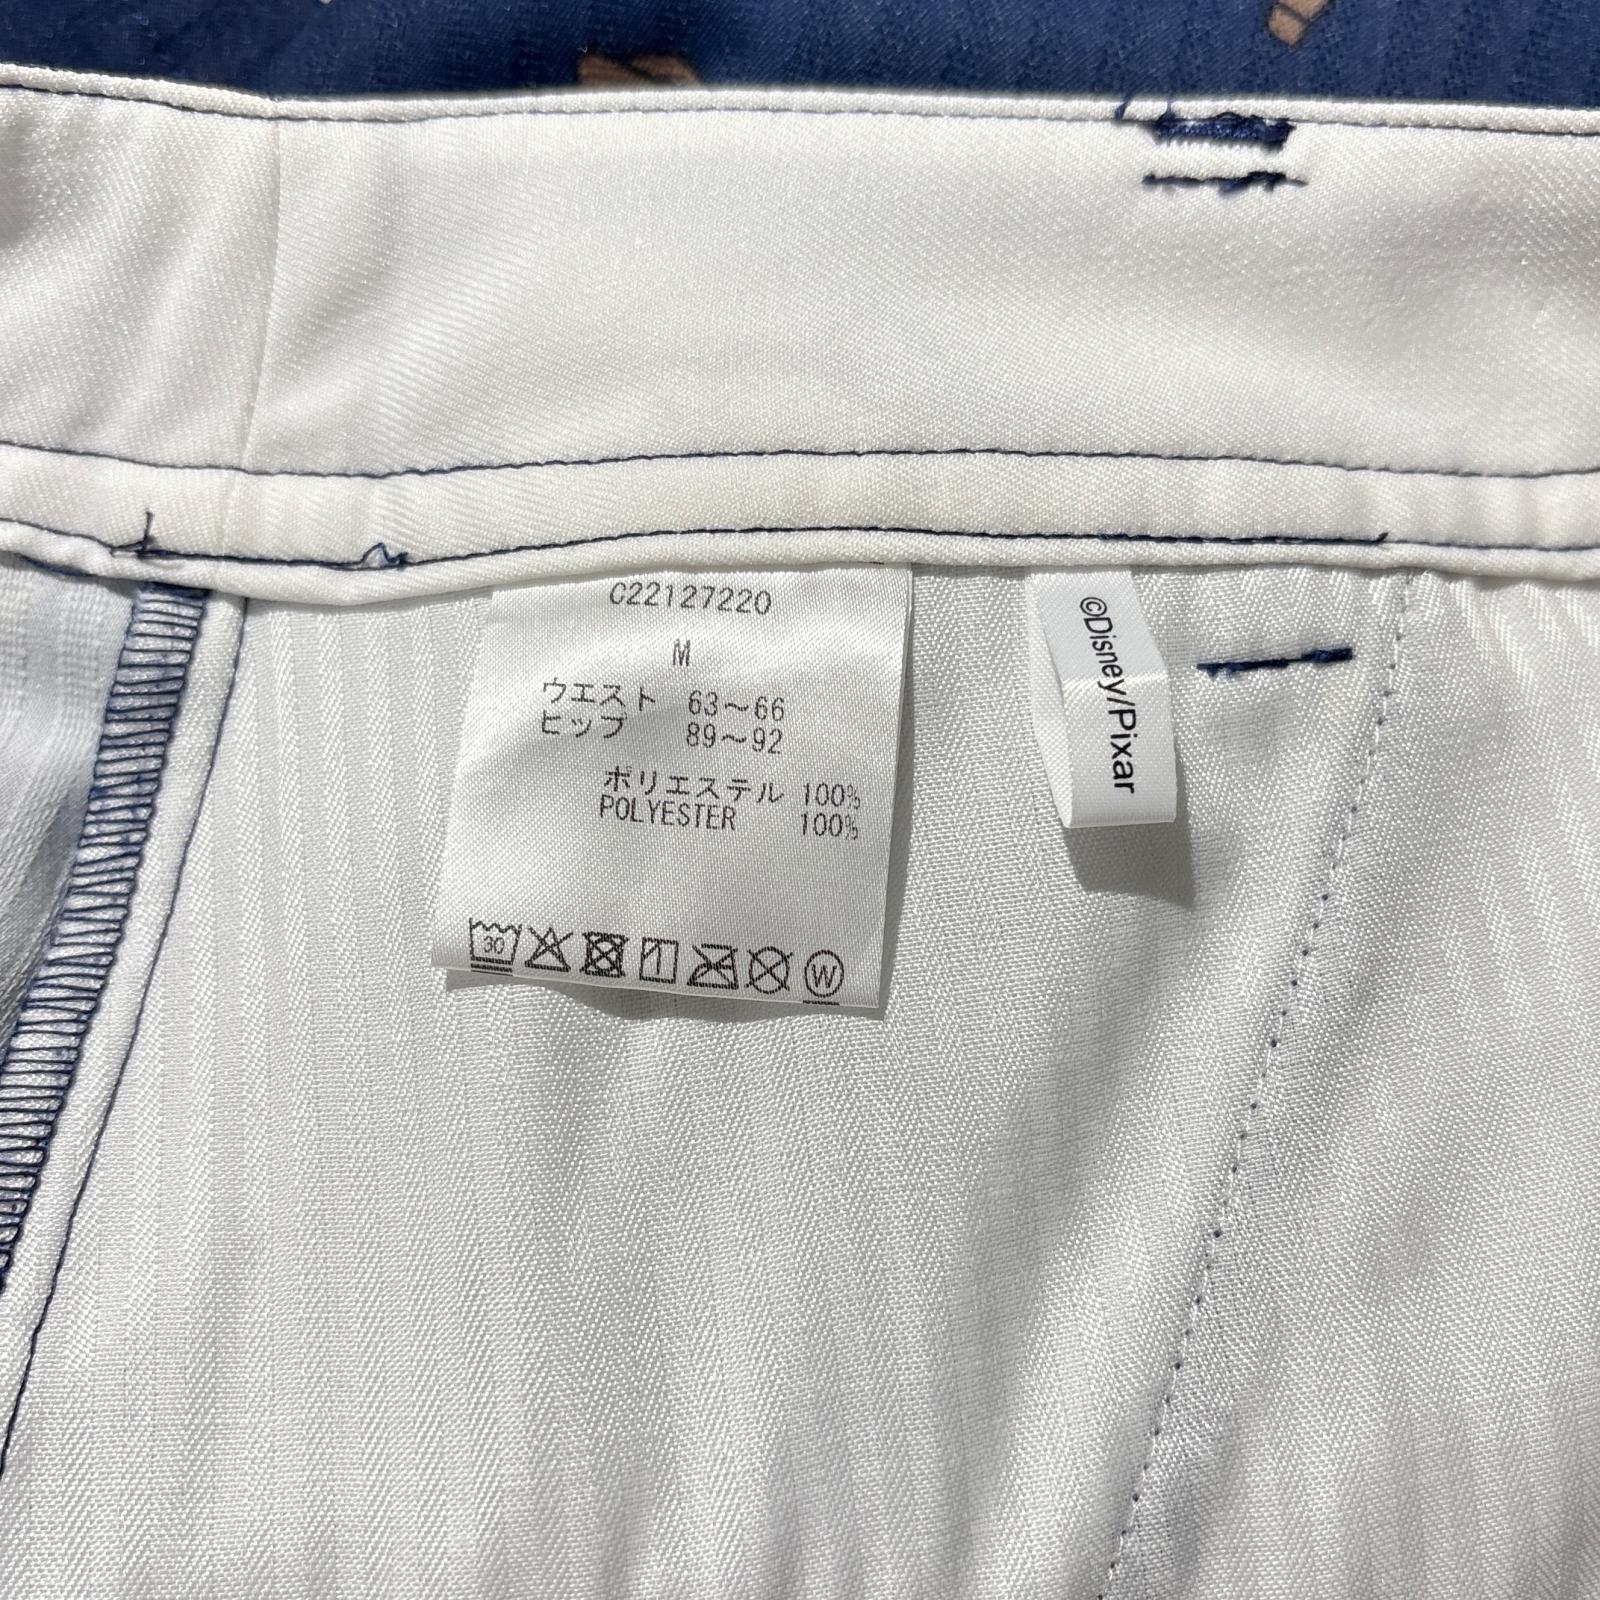 C22127220
M
ウエスト 63～66
ヒップ 89～92
ポリエステル 100%
POLYESTER 100%
30
W
©Disney/Pixar